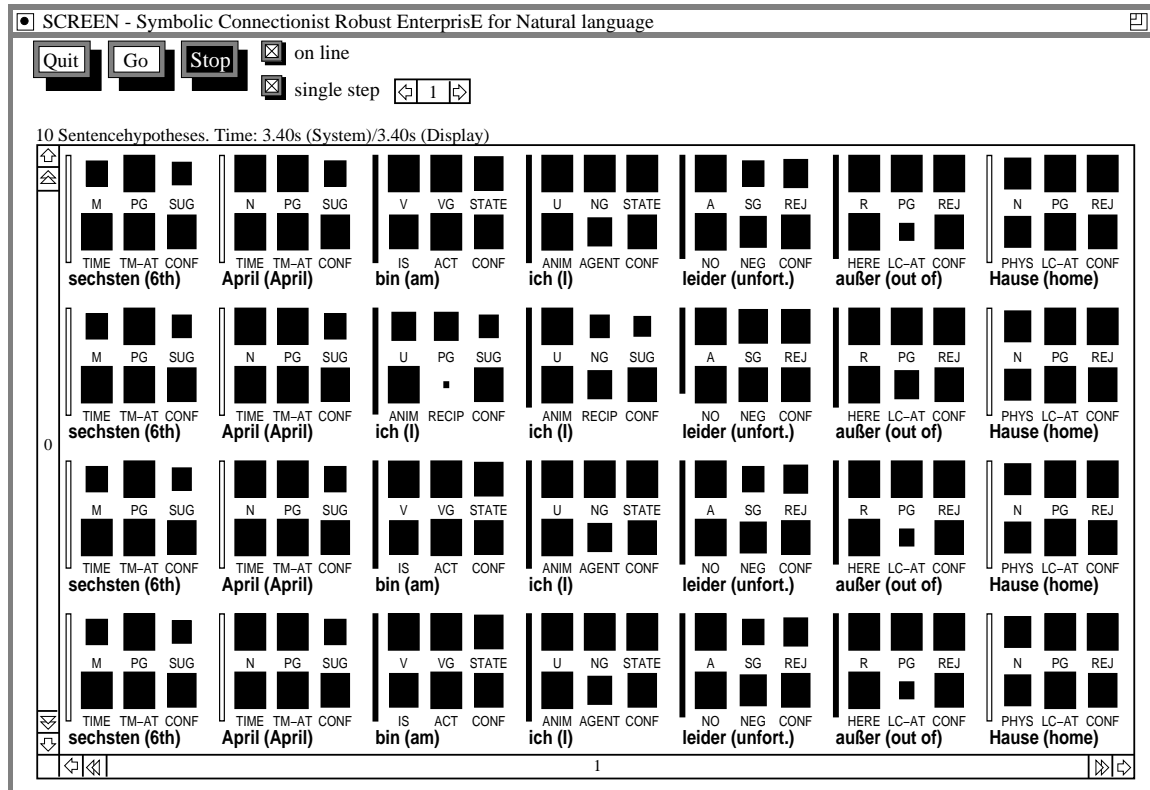 SCREEN - Symbolic Connectionist Robust EnterprisE for Natural language
Quit Go Stop on line
single step 1
10 Sentencehypotheses. Time: 3.40s (System)/3.40s (Display)
M PG SUG N PG SUG V VG STATE U NG STATE A SG REJ R PG REJ N PG REJ
TIME TM–AT CONF TIME TM–AT CONF IS ACT CONF ANIM AGENT CONF NO NEG CONF HERE LC–AT CONF PHYS LC–AT CONF
sechsten (6th) April (April) bin (am) ich (I) leider (unfort.) außer (out of) Hause (home)
M PG SUG N PG SUG U PG SUG U NG SUG A SG REJ R PG REJ N PG REJ
TIME TM–AT CONF TIME TM–AT CONF ANIM RECIP CONF ANIM RECIP CONF NO NEG CONF HERE LC–AT CONF PHYS LC–AT CONF
sechsten (6th) April (April) ich (I) ich (I) leider (unfort.) außer (out of) Hause (home)
0
M PG SUG N PG SUG V VG STATE U NG STATE A SG REJ R PG REJ N PG REJ
TIME TM–AT CONF TIME TM–AT CONF IS ACT CONF ANIM AGENT CONF NO NEG CONF HERE LC–AT CONF PHYS LC–AT CONF
sechsten (6th) April (April) bin (am) ich (I) leider (unfort.) außer (out of) Hause (home)
M PG SUG N PG SUG V VG STATE U NG STATE A SG REJ R PG REJ N PG REJ
TIME TM–AT CONF TIME TM–AT CONF IS ACT CONF ANIM AGENT CONF NO NEG CONF HERE LC–AT CONF PHYS LC–AT CONF
sechsten (6th) April (April) bin (am) ich (I) leider (unfort.) außer (out of) Hause (home)
1